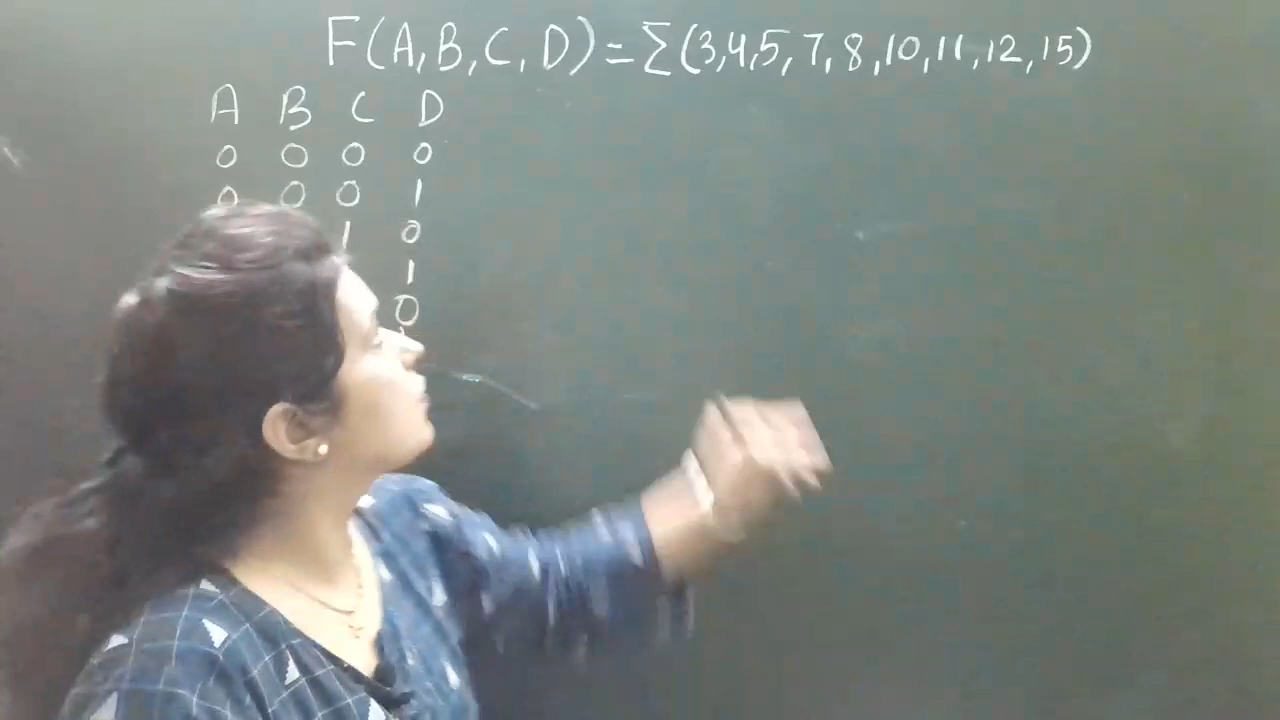 F(A,B,C,D)=∑(3,4,5,7,8,10,11,12,15)
A B C D
0 0 0 0
0 0 0 1
1 0
1
0